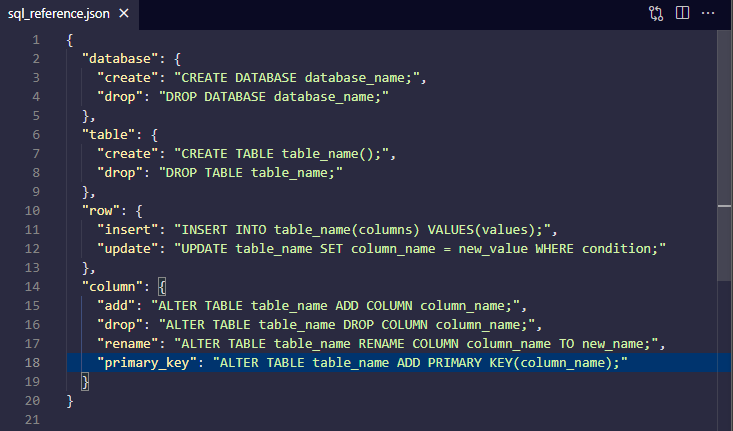 sql_reference.json ×
1 {
2 "database": {
3 "create": "CREATE DATABASE database_name;",
4 "drop": "DROP DATABASE database_name;"
5 },
6 "table": {
7 "create": "CREATE TABLE table_name();",
8 "drop": "DROP TABLE table_name;"
9 },
10 "row": {
11 "insert": "INSERT INTO table_name(columns) VALUES(values);",
12 "update": "UPDATE table_name SET column_name = new_value WHERE condition;"
13 },
14 "column": {
15 "add": "ALTER TABLE table_name ADD COLUMN column_name;",
16 "drop": "ALTER TABLE table_name DROP COLUMN column_name;",
17 "rename": "ALTER TABLE table_name RENAME COLUMN column_name TO new_name;",
18 "primary_key": "ALTER TABLE table_name ADD PRIMARY KEY(column_name);"
19 }
20 }
21